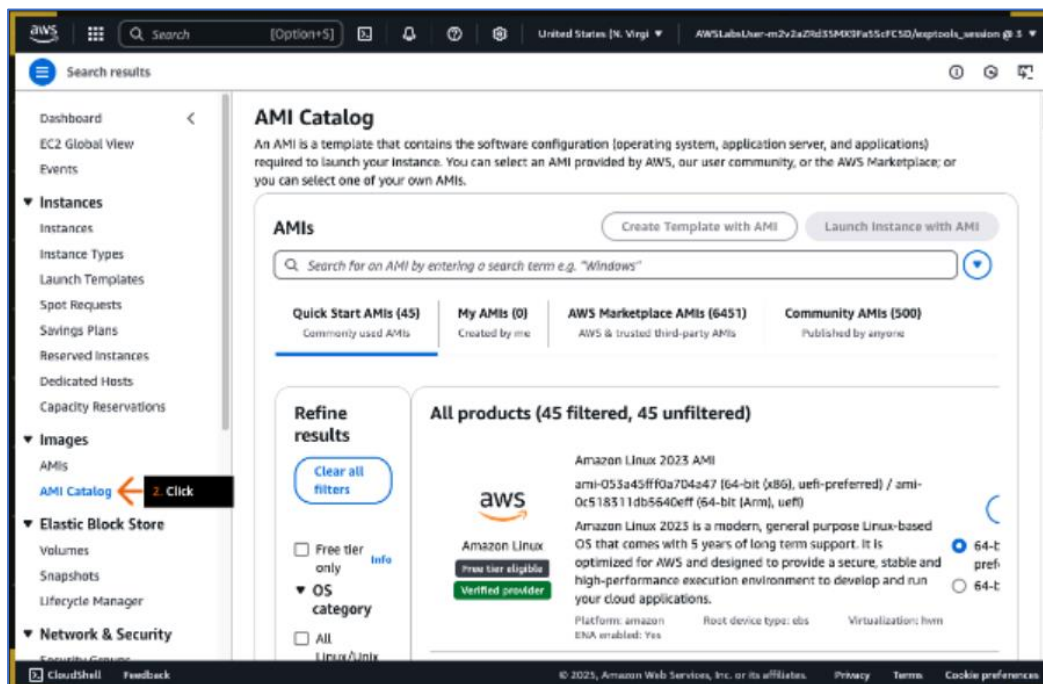 aws
Search [Option+S]
United States (N. Virgi
Search results
Dashboard
EC2 Global View
Events
Instances
Instances
Instance Types
Launch Templates
Spot Requests
Savings Plans
Reserved Instances
Dedicated Hosts
Capacity Reservations
Images
AMIs
AMI Catalog
2. Click
Elastic Block Store
Volumes
Snapshots
Lifecycle Manager
Network & Security
Security Groups
AMI Catalog
An AMI is a template that contains the software configuration (operating system, application server, and applications)
required to launch your instance. You can select an AMI provided by AWS, our user community, or the AWS Marketplace; or
you can select one of your own AMIs.
AMIs
Create Template with AMI
Launch Instance with AMI
Search for an AMI by entering a search term e.g. "Windows"
Quick Start AMIs (45)
Commonly used AMIs
My AMIs (0)
Created by me
AWS Marketplace AMIs (6451)
AWS & trusted third-party AMIs
Community AMIs (500)
Published by anyone
Refine
results
Clear all
filters
Free tier
only
Info
OS
category
All
Linux/Unix
All products (45 filtered, 45 unfiltered)
aws
Amazon Linux
Free tier eligible
Verified provider
Amazon Linux 2023 AMI
ami-053a45fff0a704a47 (64-bit (x86), uefi-preferred) / ami-
0c518311db5640eff (64-bit (Arm), uefi)
Amazon Linux 2023 is a modern, general purpose Linux-based
OS that comes with 5 years of long term support. It is
optimized for AWS and designed to provide a secure, stable and
high-performance execution environment to develop and run
your cloud applications.
Platform: amazon Root device type: ebs Virtualization: hvm
ENA enabled: Yes
64-b
pref
64-b
CloudShell Feedback
© 2025, Amazon Web Services, Inc. or its affiliates. Privacy Terms Cookie preferences